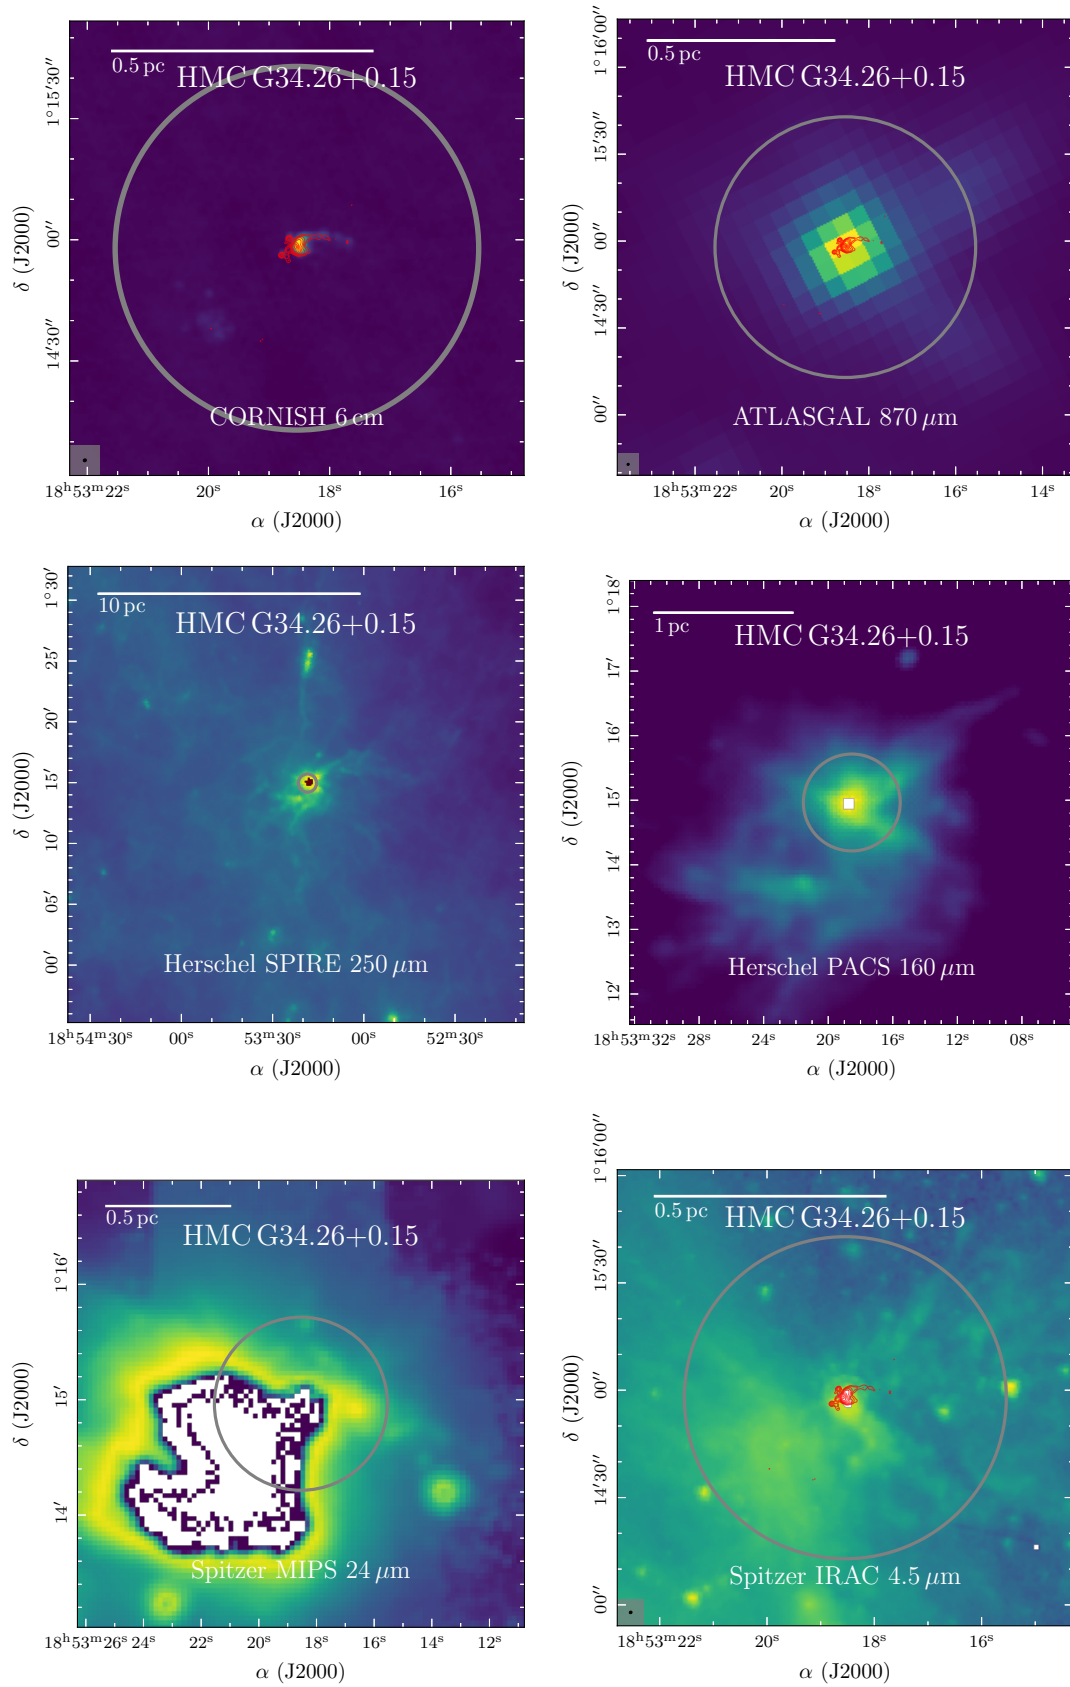 0.5 pc
HMC G34.26+0.15
CORNISH 6 cm
1°15′30″
00″
14′30″
δ (J2000)
18ʰ53ᵐ22ˢ 20ˢ 18ˢ 16ˢ
α (J2000)
0.5 pc
HMC G34.26+0.15
ATLASGAL 870 μm
1°16′00″
15′30″
00″
14′30″
00″
δ (J2000)
18ʰ53ᵐ22ˢ 20ˢ 18ˢ 16ˢ 14ˢ
α (J2000)
10 pc
HMC G34.26+0.15
Herschel SPIRE 250 μm
1°30′
25′
20′
15′
10′
05′
00′
δ (J2000)
18ʰ54ᵐ30ˢ 00ˢ 53ᵐ30ˢ 00ˢ 52ᵐ30ˢ
α (J2000)
1 pc
HMC G34.26+0.15
Herschel PACS 160 μm
1°18′
17′
16′
15′
14′
13′
12′
δ (J2000)
18ʰ53ᵐ32ˢ 28ˢ 24ˢ 20ˢ 16ˢ 12ˢ 08ˢ
α (J2000)
0.5 pc
HMC G34.26+0.15
Spitzer MIPS 24 μm
1°16′
15′
14′
δ (J2000)
18ʰ53ᵐ26ˢ 24ˢ 22ˢ 20ˢ 18ˢ 16ˢ 14ˢ 12ˢ
α (J2000)
0.5 pc
HMC G34.26+0.15
Spitzer IRAC 4.5 μm
1°16′00″
15′30″
00″
14′30″
00″
δ (J2000)
18ʰ53ᵐ22ˢ 20ˢ 18ˢ 16ˢ
α (J2000)